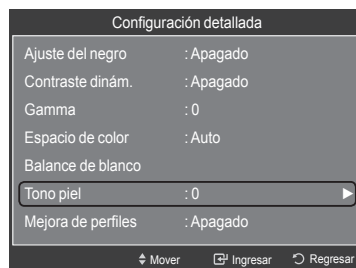 Configuración detallada
Ajuste del negro : Apagado
Contraste dinám. : Apagado
Gamma : 0
Espacio de color : Auto
Balance de blanco
Tono piel : 0
Mejora de perfiles : Apagado
Mover Ingresar Regresar